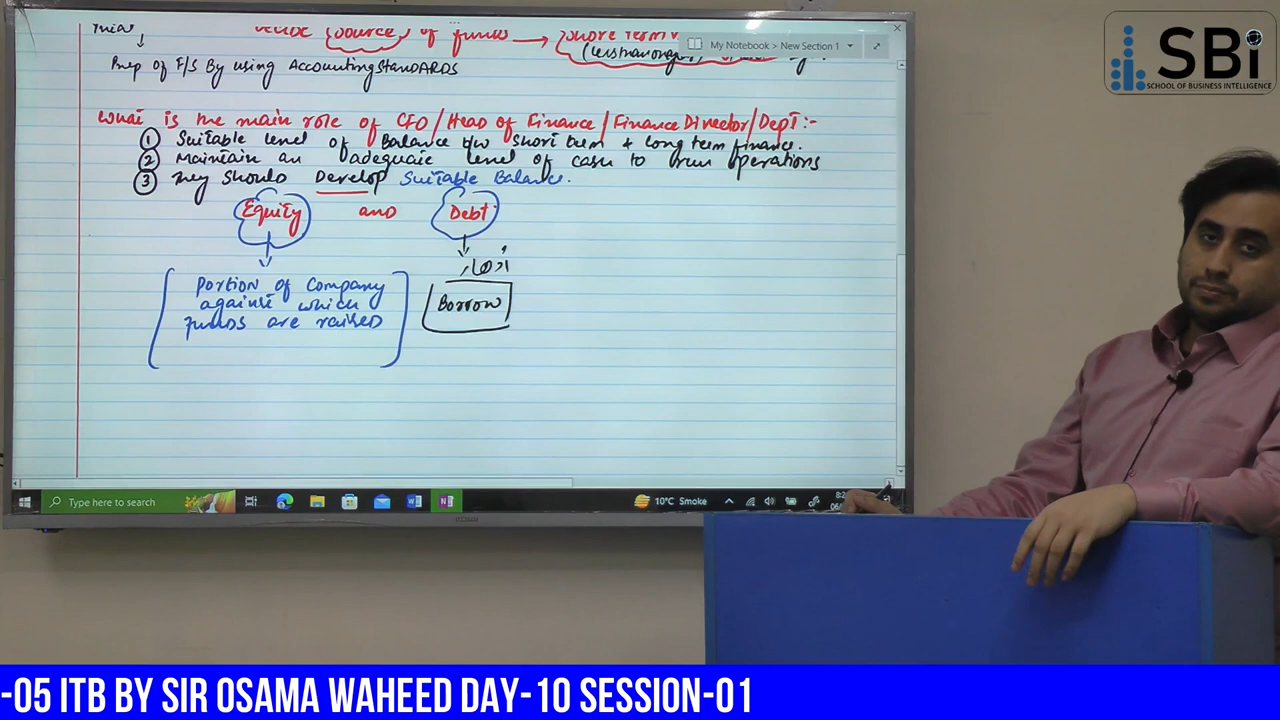 SBi
SCHOOL OF BUSINESS INTELLIGENCE
source of funds →
My Notebook > New Section 1
Prep of F/S By using Accounting StanDARDS
What is the main role of CFO/Head of Finance/Finance Director/Dept:-
① Suitable level of Balance b/w Short term + long term finance.
② Maintain an adequate level of cash to run operations
③ They Should Develop Suitable Balance.
Equity and Debt
ادھار
Portion of Company
against which
funds are raised
Borrow
Type here to search
10°C Smoke
-05 ITB BY SIR OSAMA WAHEED DAY-10 SESSION-01